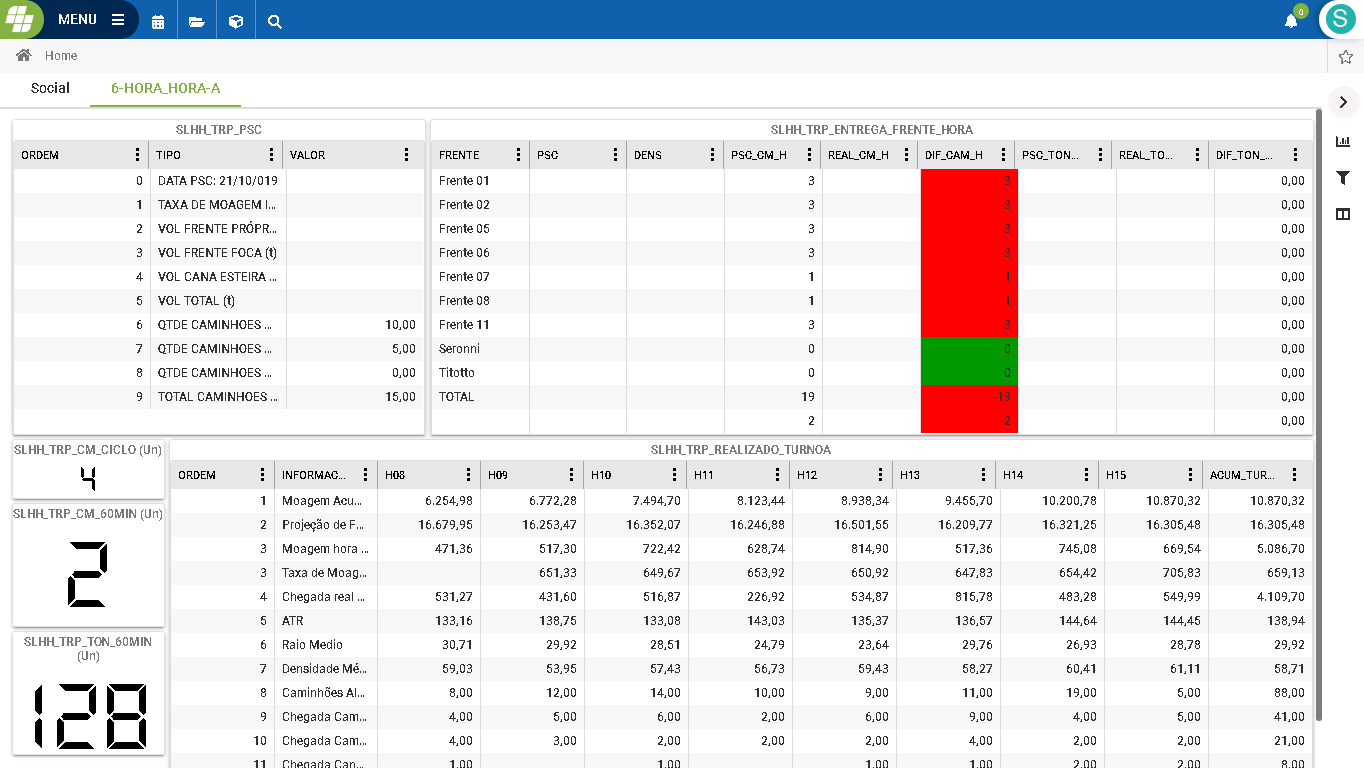 MENU
0
S
Home
Social 6-HORA_HORA-A
SLHH_TRP_PSC
ORDEM TIPO VALOR
0 DATA PSC: 21/10/019
1 TAXA DE MOAGEM I...
2 VOL FRENTE PRÓPR...
3 VOL FRENTE FOCA (t)
4 VOL CANA ESTEIRA ...
5 VOL TOTAL (t)
6 QTDE CAMINHOES ... 10,00
7 QTDE CAMINHOES ... 5,00
8 QTDE CAMINHOES ... 0,00
9 TOTAL CAMINHOES ... 15,00
SLHH_TRP_ENTREGA_FRENTE_HORA
FRENTE PSC DENS PSC_CM_H REAL_CM_H DIF_CAM_H PSC_TON... REAL_TO... DIF_TON_...
Frente 01 3 -3 0,00
Frente 02 3 -3 0,00
Frente 05 3 -3 0,00
Frente 06 3 -3 0,00
Frente 07 1 -1 0,00
Frente 08 1 -1 0,00
Frente 11 3 -3 0,00
Seronni 0 0 0,00
Titotto 0 0 0,00
TOTAL 19 -19 0,00
2 -2 0,00
SLHH_TRP_CM_CICLO (Un)
4
SLHH_TRP_CM_60MIN (Un)
2
SLHH_TRP_TON_60MIN
(Un)
128
SLHH_TRP_REALIZADO_TURNOA
ORDEM INFORMAC... H08 H09 H10 H11 H12 H13 H14 H15 ACUM_TUR...
1 Moagem Acu... 6.254,98 6.772,28 7.494,70 8.123,44 8.938,34 9.455,70 10.200,78 10.870,32 10.870,32
2 Projeção de F... 16.679,95 16.253,47 16.352,07 16.246,88 16.501,55 16.209,77 16.321,25 16.305,48 16.305,48
3 Moagem hora ... 471,36 517,30 722,42 628,74 814,90 517,36 745,08 669,54 5.086,70
3 Taxa de Moag... 651,33 649,67 653,92 650,92 647,83 654,42 705,83 659,13
4 Chegada real ... 531,27 431,60 516,87 226,92 534,87 815,78 483,28 549,99 4.109,70
5 ATR 133,16 138,75 133,08 143,03 135,37 136,57 144,64 144,45 138,94
6 Raio Medio 30,71 29,92 28,51 24,79 23,64 29,76 26,93 28,78 29,92
7 Densidade Mé... 59,03 53,95 57,43 56,73 59,43 58,27 60,41 61,11 58,71
8 Caminhões Al... 8,00 12,00 14,00 10,00 9,00 11,00 19,00 5,00 88,00
9 Chegada Cam... 4,00 5,00 6,00 2,00 6,00 9,00 4,00 5,00 41,00
10 Chegada Cam... 4,00 3,00 2,00 2,00 2,00 4,00 2,00 2,00 21,00
11 Chegada Can... 1,00 1,00 1,00 1,00 2,00 2,00 8,00